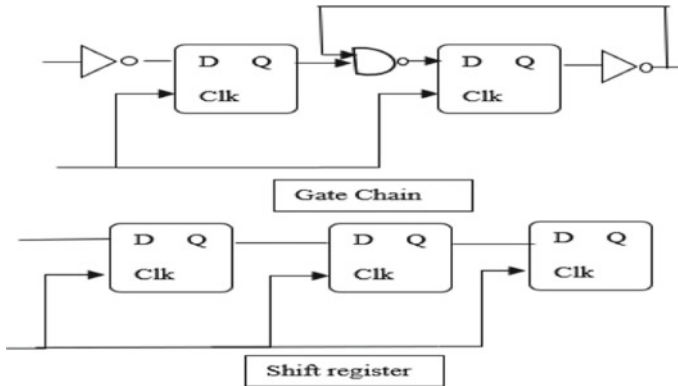 D Q
Clk
D Q
Clk
Gate Chain
D Q
Clk
D Q
Clk
D Q
Clk
Shift register